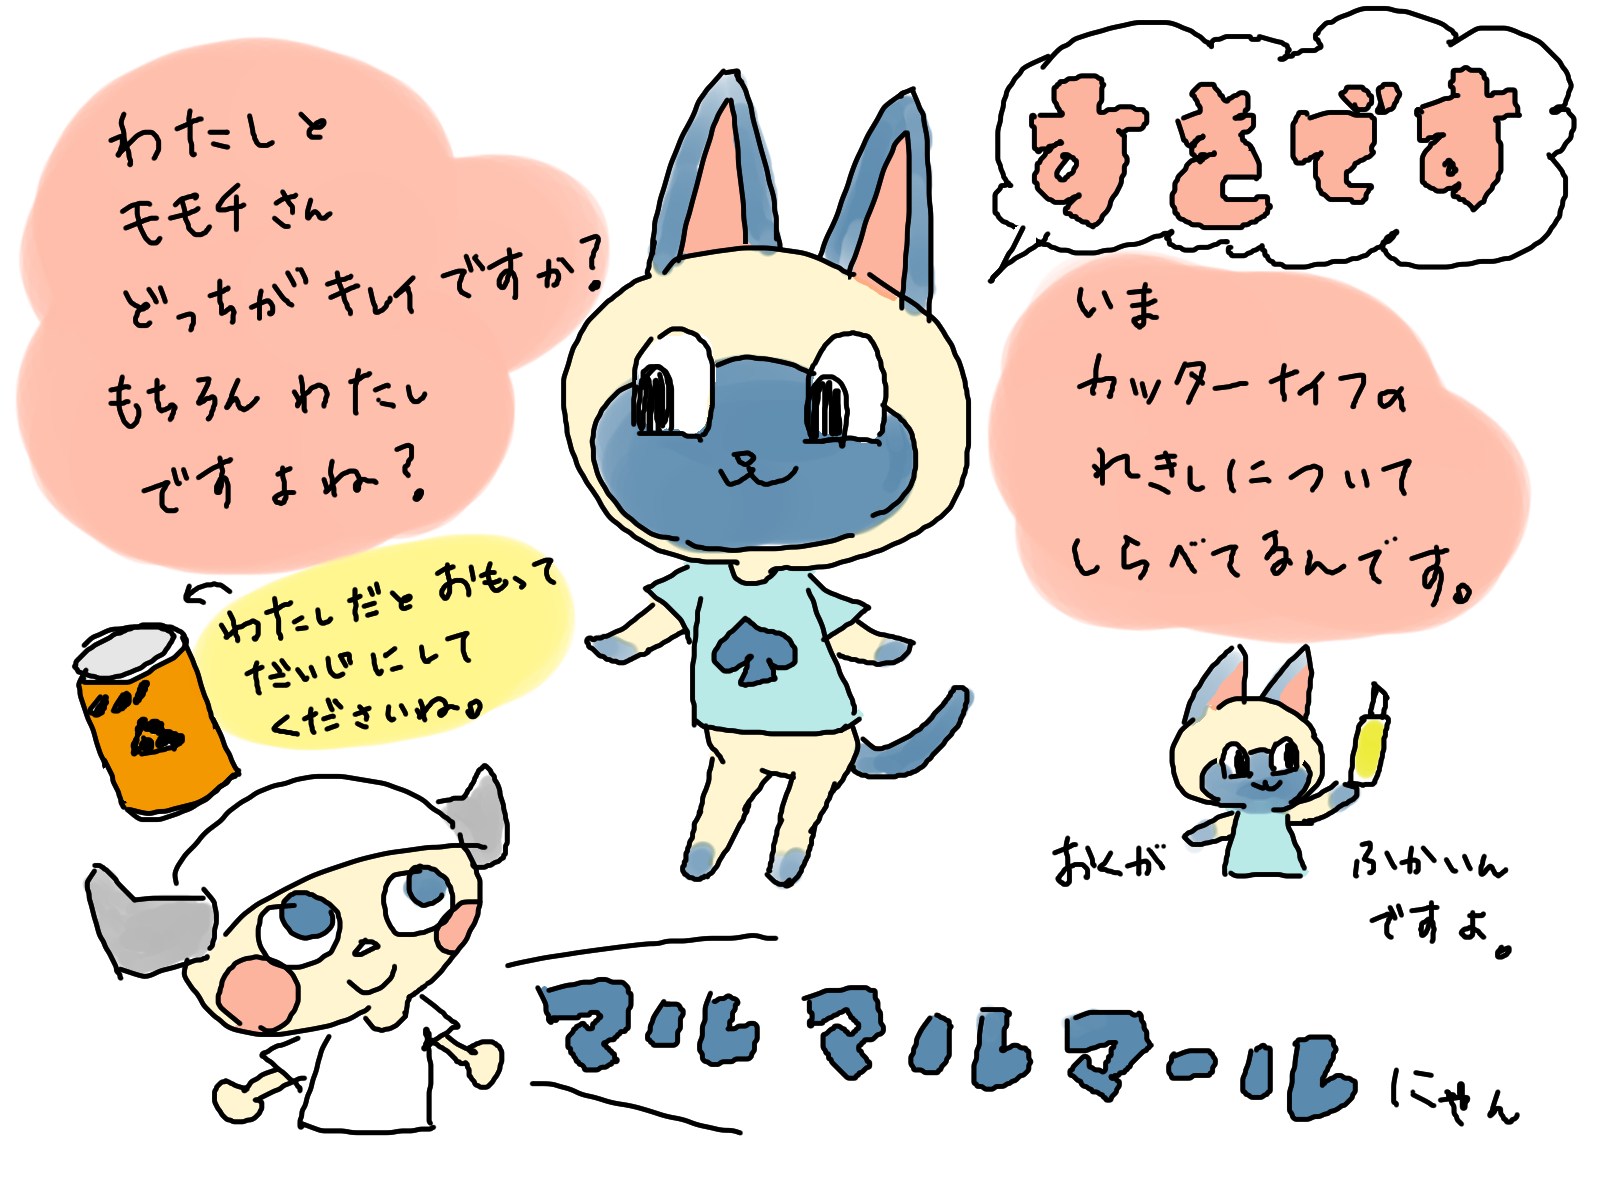 わたしと
モモチさん
どっちがキレイですか?
もちろんわたし
ですよね?
すきです
いま
カッターナイフの
れきしについて
しらべてるんです。
わたしだとおもって
だいじにして
くださいね。
おくが
ふかいん
ですよ。
マルマルマールにゃん